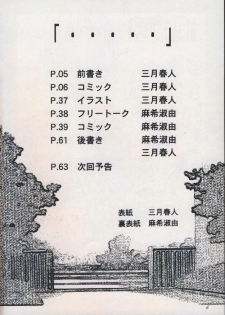 「・・・・・・」
P.05 前書き 三月春人
P.06 コミック 三月春人
P.37 イラスト 三月春人
P.38 フリートーク 麻希淑由
P.39 コミック 麻希淑由
P.61 後書き 麻希淑由
三月春人
P.63 次回予告
表紙 三月春人
裏表紙 麻希淑由